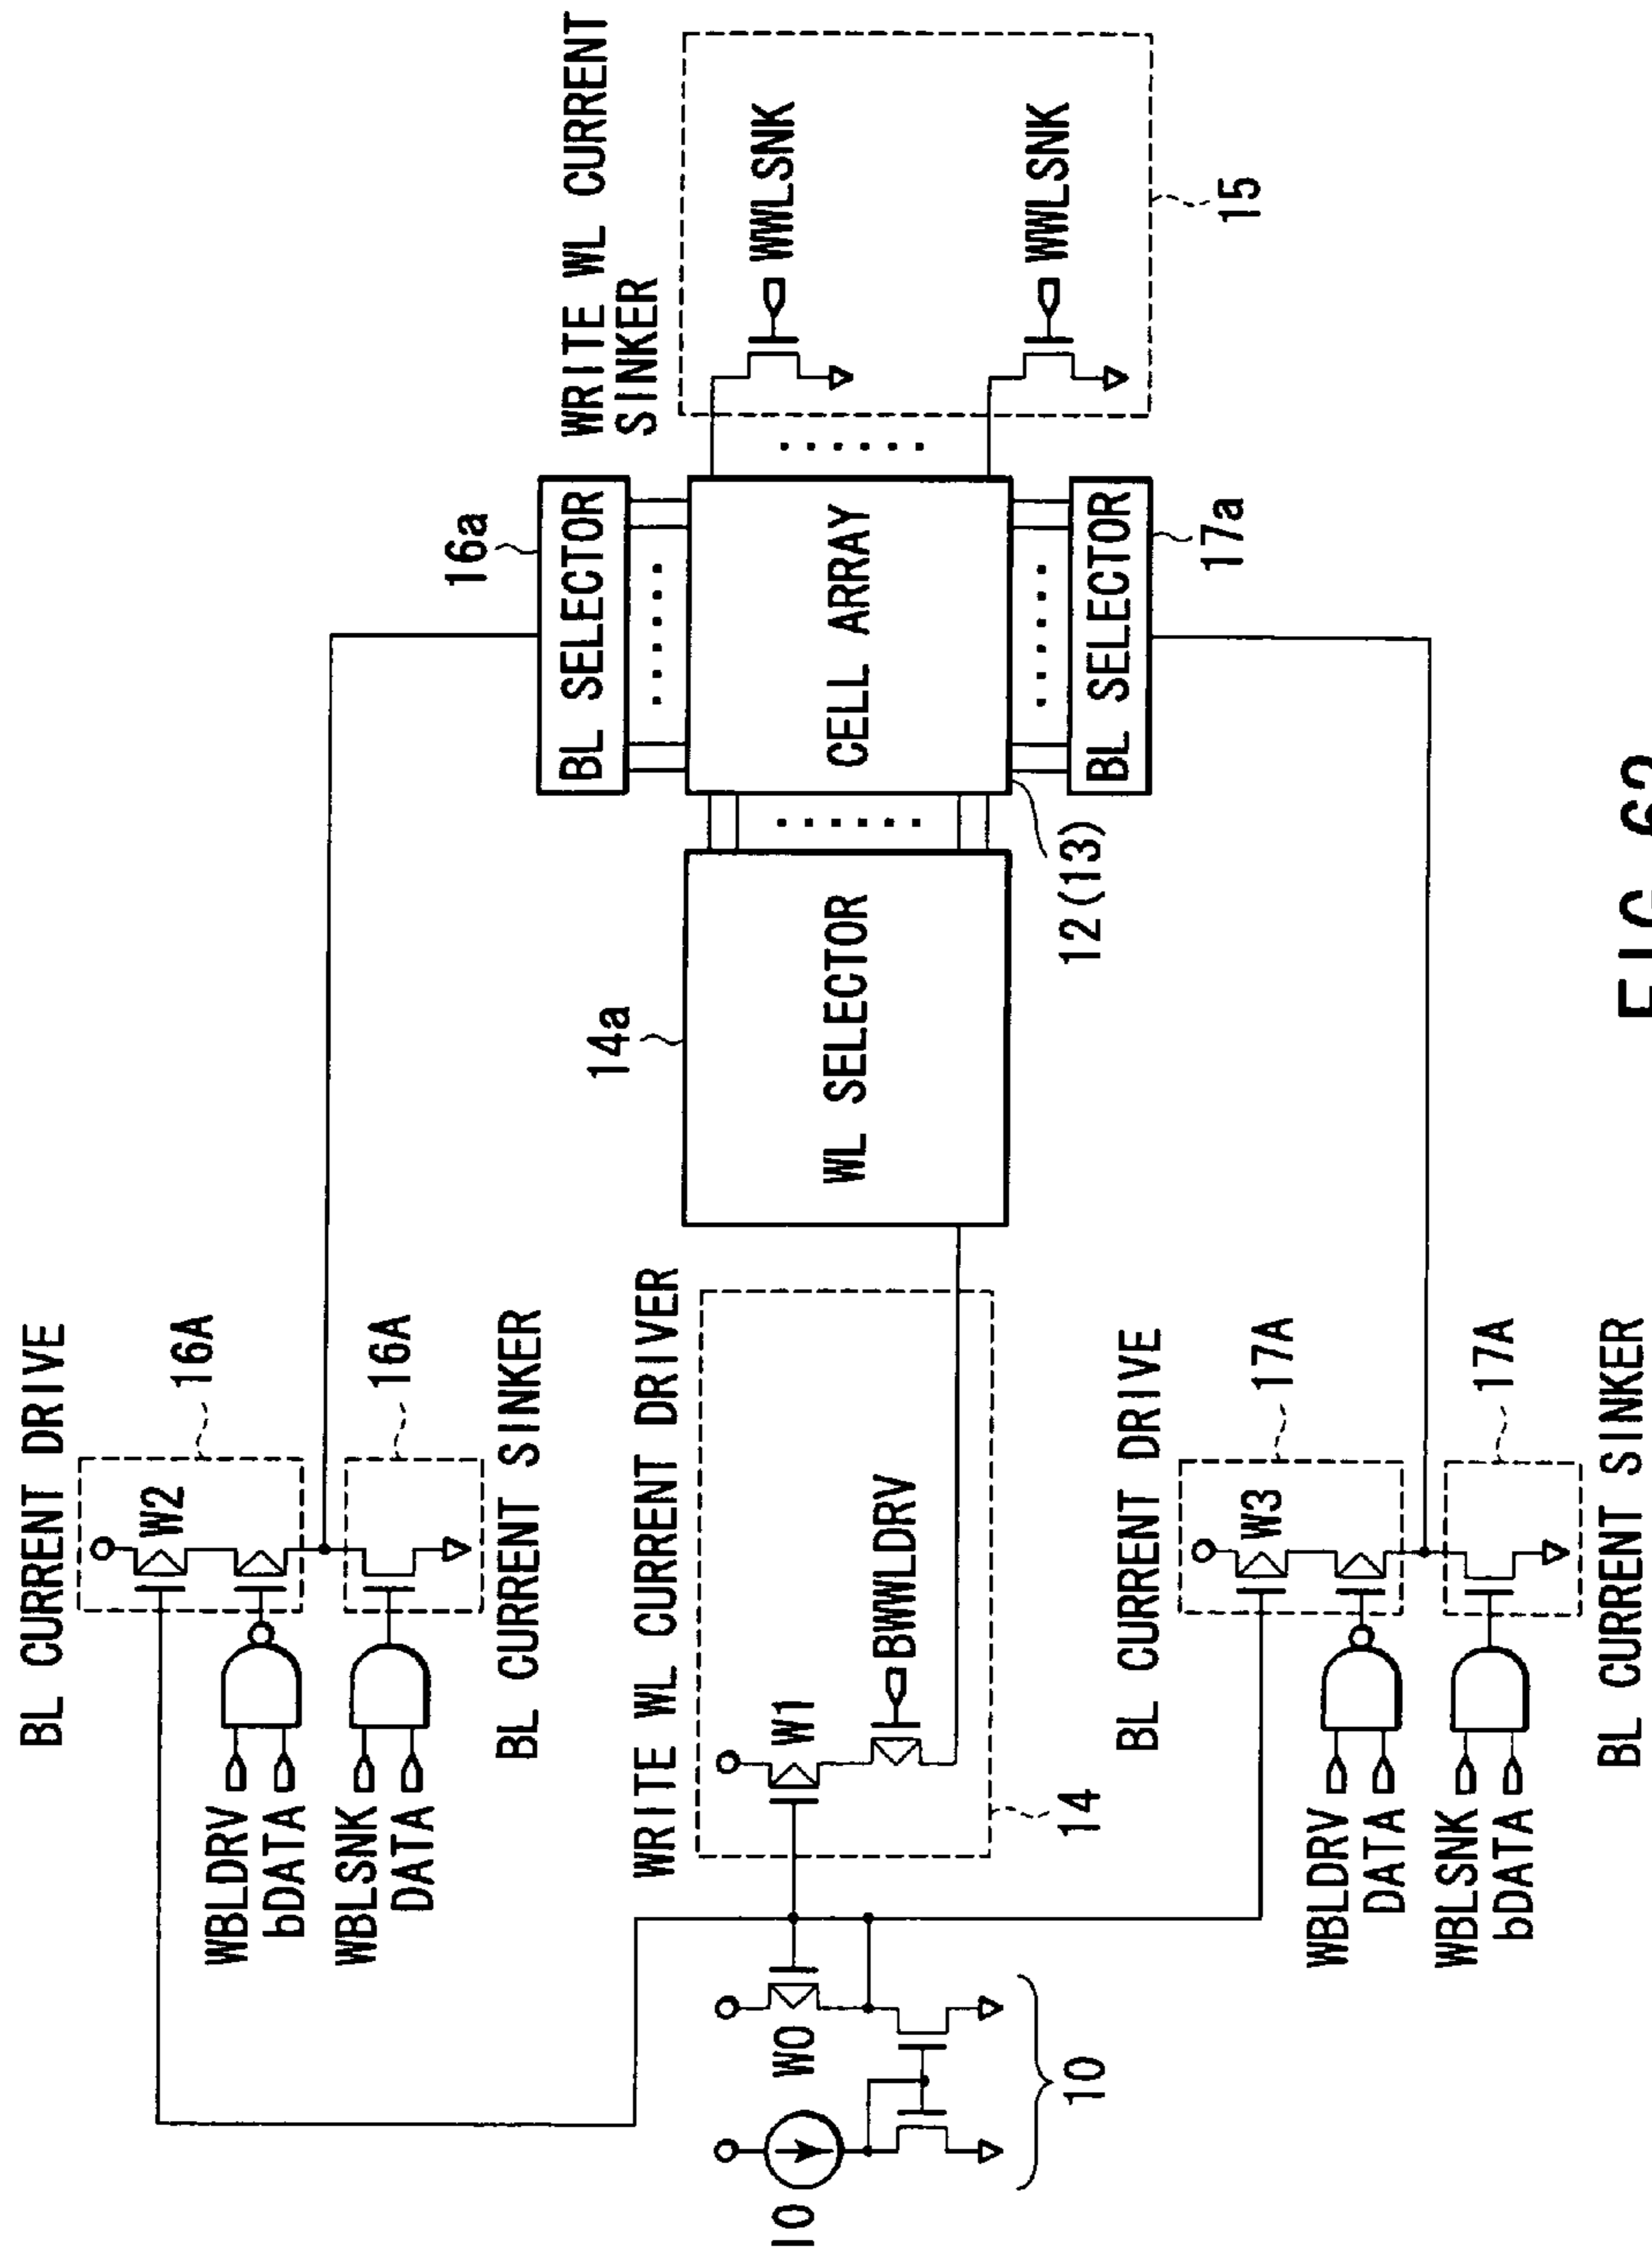 BL CURRENT DRIVE
16A
W2
WBLDRV
bDATA
16A
WBLSNK
DATA
BL CURRENT SINKER
16a
BL SELECTOR
WRITE WL CURRENT
SINKER
WWLSNK
WWLSNK
15
14a
WL SELECTOR
CELL ARRAY
12(13)
BL SELECTOR
17a
WRITE WL CURRENT DRIVER
W1
BWWLDRV
14
I0
W0
10
BL CURRENT DRIVE
17A
W3
WBLDRV
DATA
17A
WBLSNK
bDATA
BL CURRENT SINKER